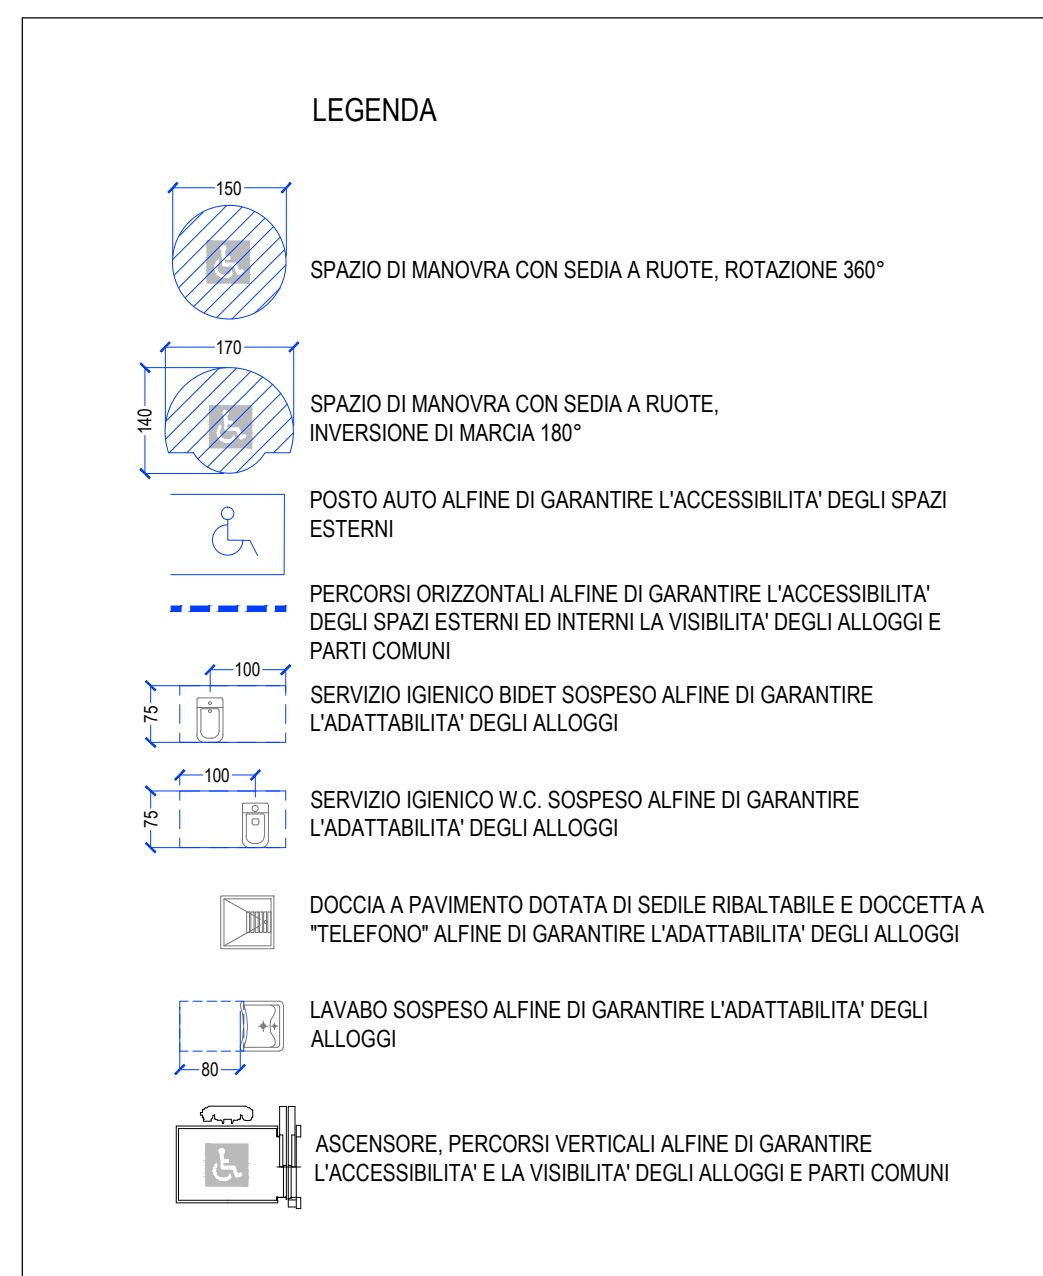 LEGENDA
150
SPAZIO DI MANOVRA CON SEDIA A RUOTE, ROTAZIONE 360°
170
140
SPAZIO DI MANOVRA CON SEDIA A RUOTE,
INVERSIONE DI MARCIA 180°
POSTO AUTO ALFINE DI GARANTIRE L'ACCESSIBILITA' DEGLI SPAZI
ESTERNI
PERCORSI ORIZZONTALI ALFINE DI GARANTIRE L'ACCESSIBILITA'
DEGLI SPAZI ESTERNI ED INTERNI LA VISIBILITA' DEGLI ALLOGGI E
PARTI COMUNI
100
75
SERVIZIO IGIENICO BIDET SOSPESO ALFINE DI GARANTIRE
L'ADATTABILITA' DEGLI ALLOGGI
100
75
SERVIZIO IGIENICO W.C. SOSPESO ALFINE DI GARANTIRE
L'ADATTABILITA' DEGLI ALLOGGI
DOCCIA A PAVIMENTO DOTATA DI SEDILE RIBALTABILE E DOCCETTA A
"TELEFONO" ALFINE DI GARANTIRE L'ADATTABILITA' DEGLI ALLOGGI
LAVABO SOSPESO ALFINE DI GARANTIRE L'ADATTABILITA' DEGLI
ALLOGGI
80
ASCENSORE, PERCORSI VERTICALI ALFINE DI GARANTIRE
L'ACCESSIBILITA' E LA VISIBILITA' DEGLI ALLOGGI E PARTI COMUNI